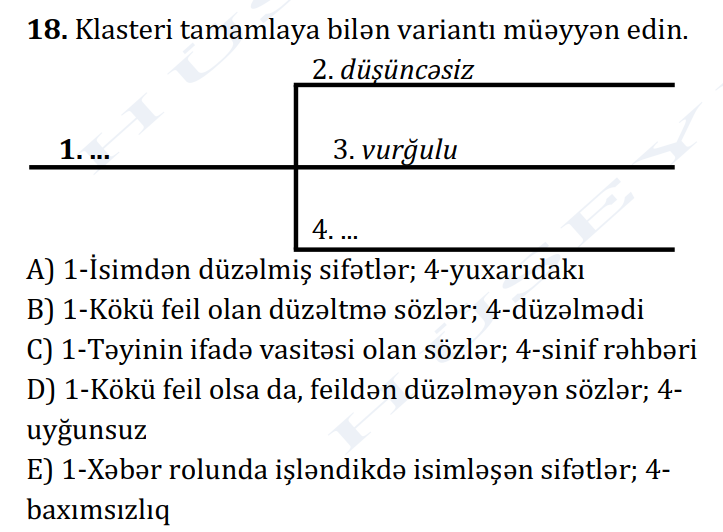 18. Klasteri tamamlaya bilən variantı müəyyən edin.
2. düşüncəsiz
1. ...
3. vurğulu
4. ...
A) 1-İsimdən düzəlmiş sifətlər; 4-yuxarıdakı
B) 1-Kökü feil olan düzəltmə sözlər; 4-düzəlmədi
C) 1-Təyinin ifadə vasitəsi olan sözlər; 4-sinif rəhbəri
D) 1-Kökü feil olsa da, feildən düzəlməyən sözlər; 4-
uyğunsuz
E) 1-Xəbər rolunda işləndikdə isimləşən sifətlər; 4-
baxımsızlıq